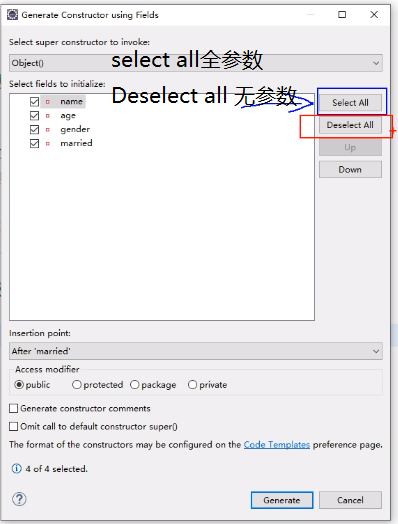 Generate Constructor using Fields
Select super constructor to invoke:
Object()
select all全参数
Select fields to initialize:
Deselect all 无参数
name
age
gender
married
Select All
Deselect All
Up
Down
Insertion point:
After 'married'
Access modifier
public protected package private
Generate constructor comments
Omit call to default constructor super()
The format of the constructors may be configured on the Code Templates preference page.
4 of 4 selected.
Generate Cancel